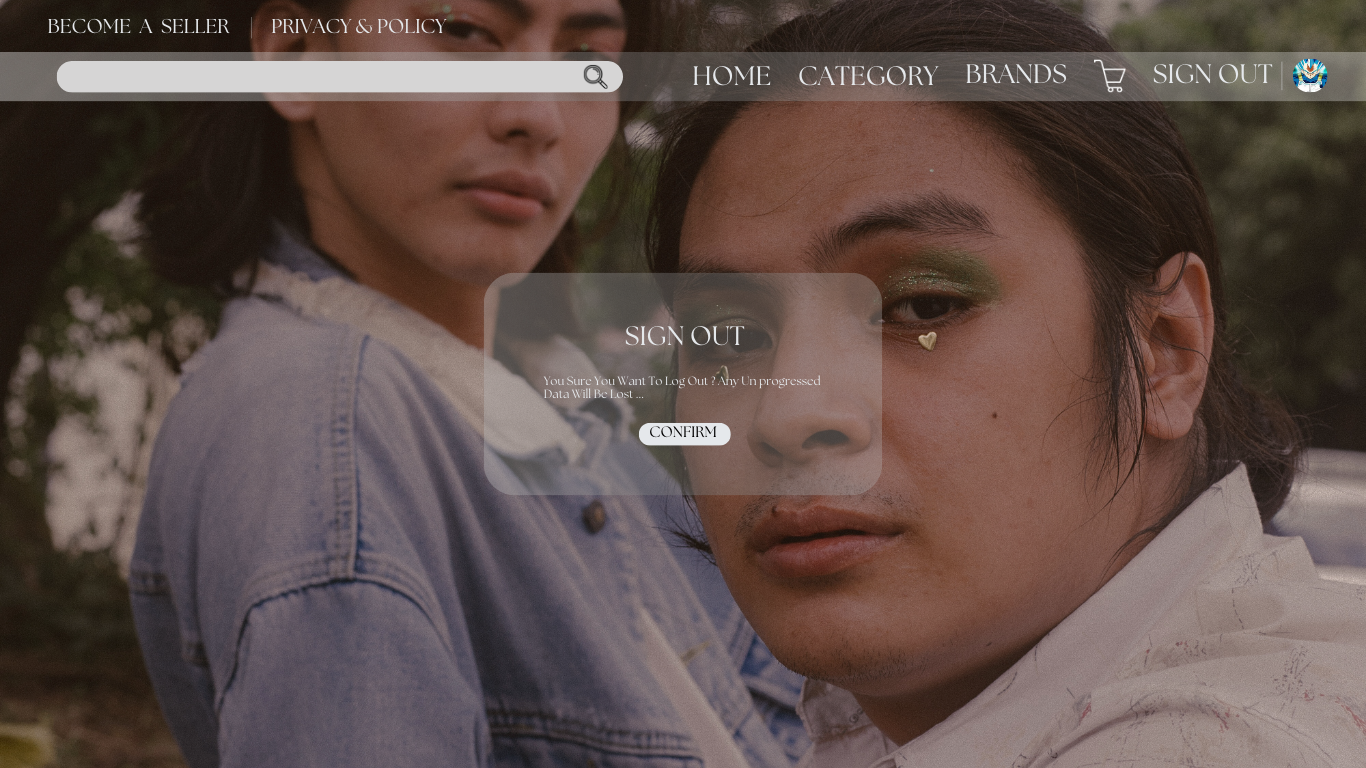 BECOME A SELLER
PRIVACY & POLICY
HOME
CATEGORY
BRANDS
SIGN OUT
SIGN OUT
You Sure You Want To Log Out ? Any Un progressed
Data Will Be Lost ...
CONFIRM